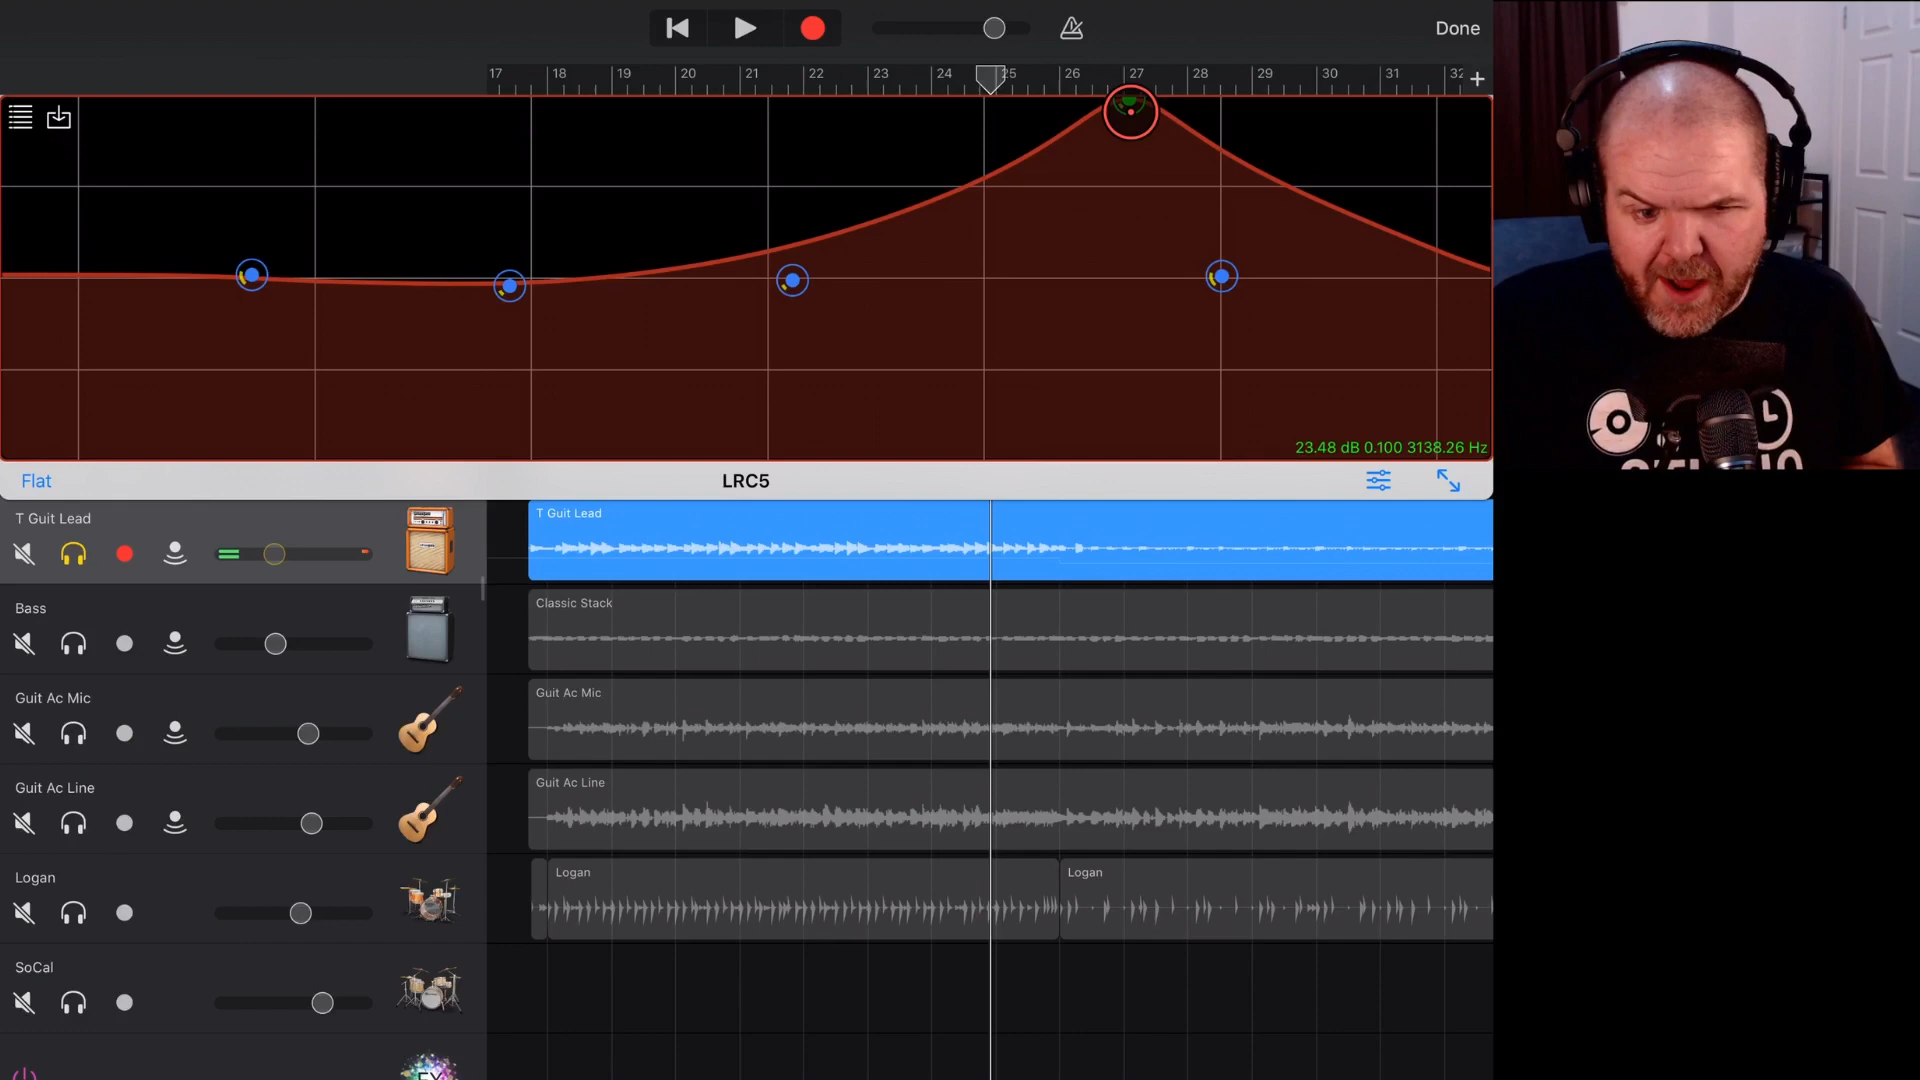 Done
17 18 19 20 21 22 23 24 25 26 27 28 29 30 31
23.48 dB 0.100 3138.26 Hz
Flat
LRC5
T Guit Lead
T Guit Lead
Bass
Classic Stack
Guit Ac Mic
Guit Ac Mic
Guit Ac Line
Guit Ac Line
Logan
Logan
Logan
SoCal